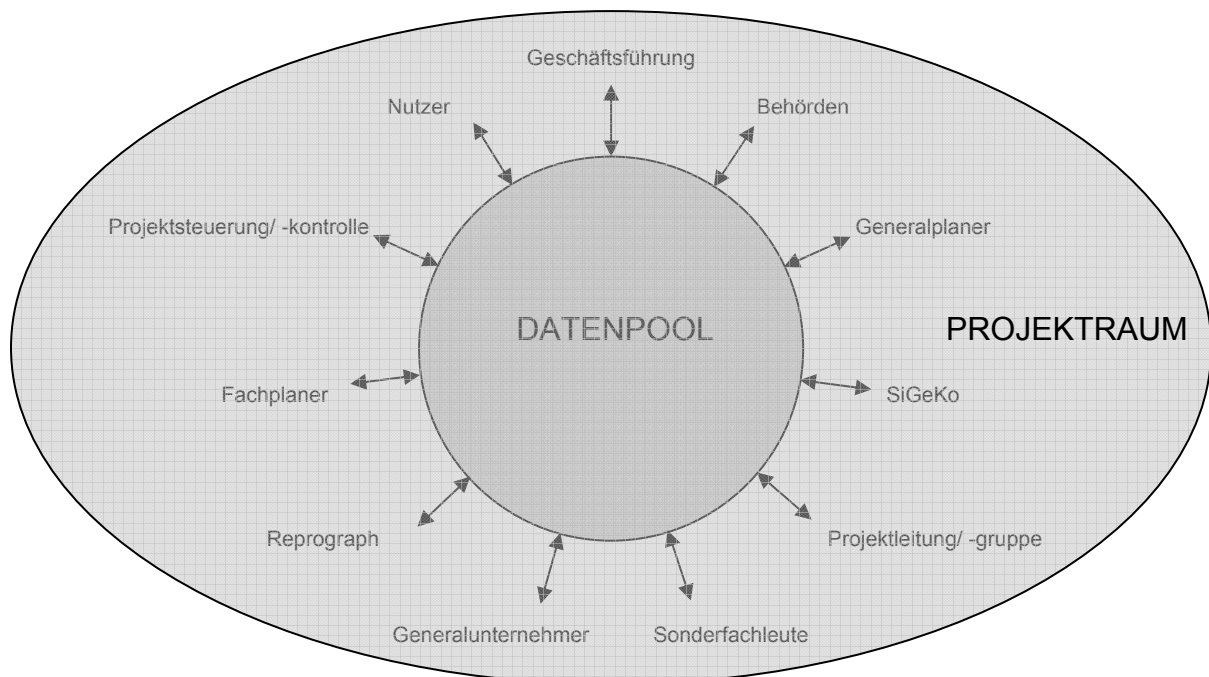 Geschäftsführung
Nutzer
Behörden
Projektsteuerung/ -kontrolle
Generalplaner
DATENPOOL
PROJEKTRAUM
Fachplaner
SiGeKo
Reprograph
Projektleitung/ -gruppe
Generalunternehmer
Sonderfachleute